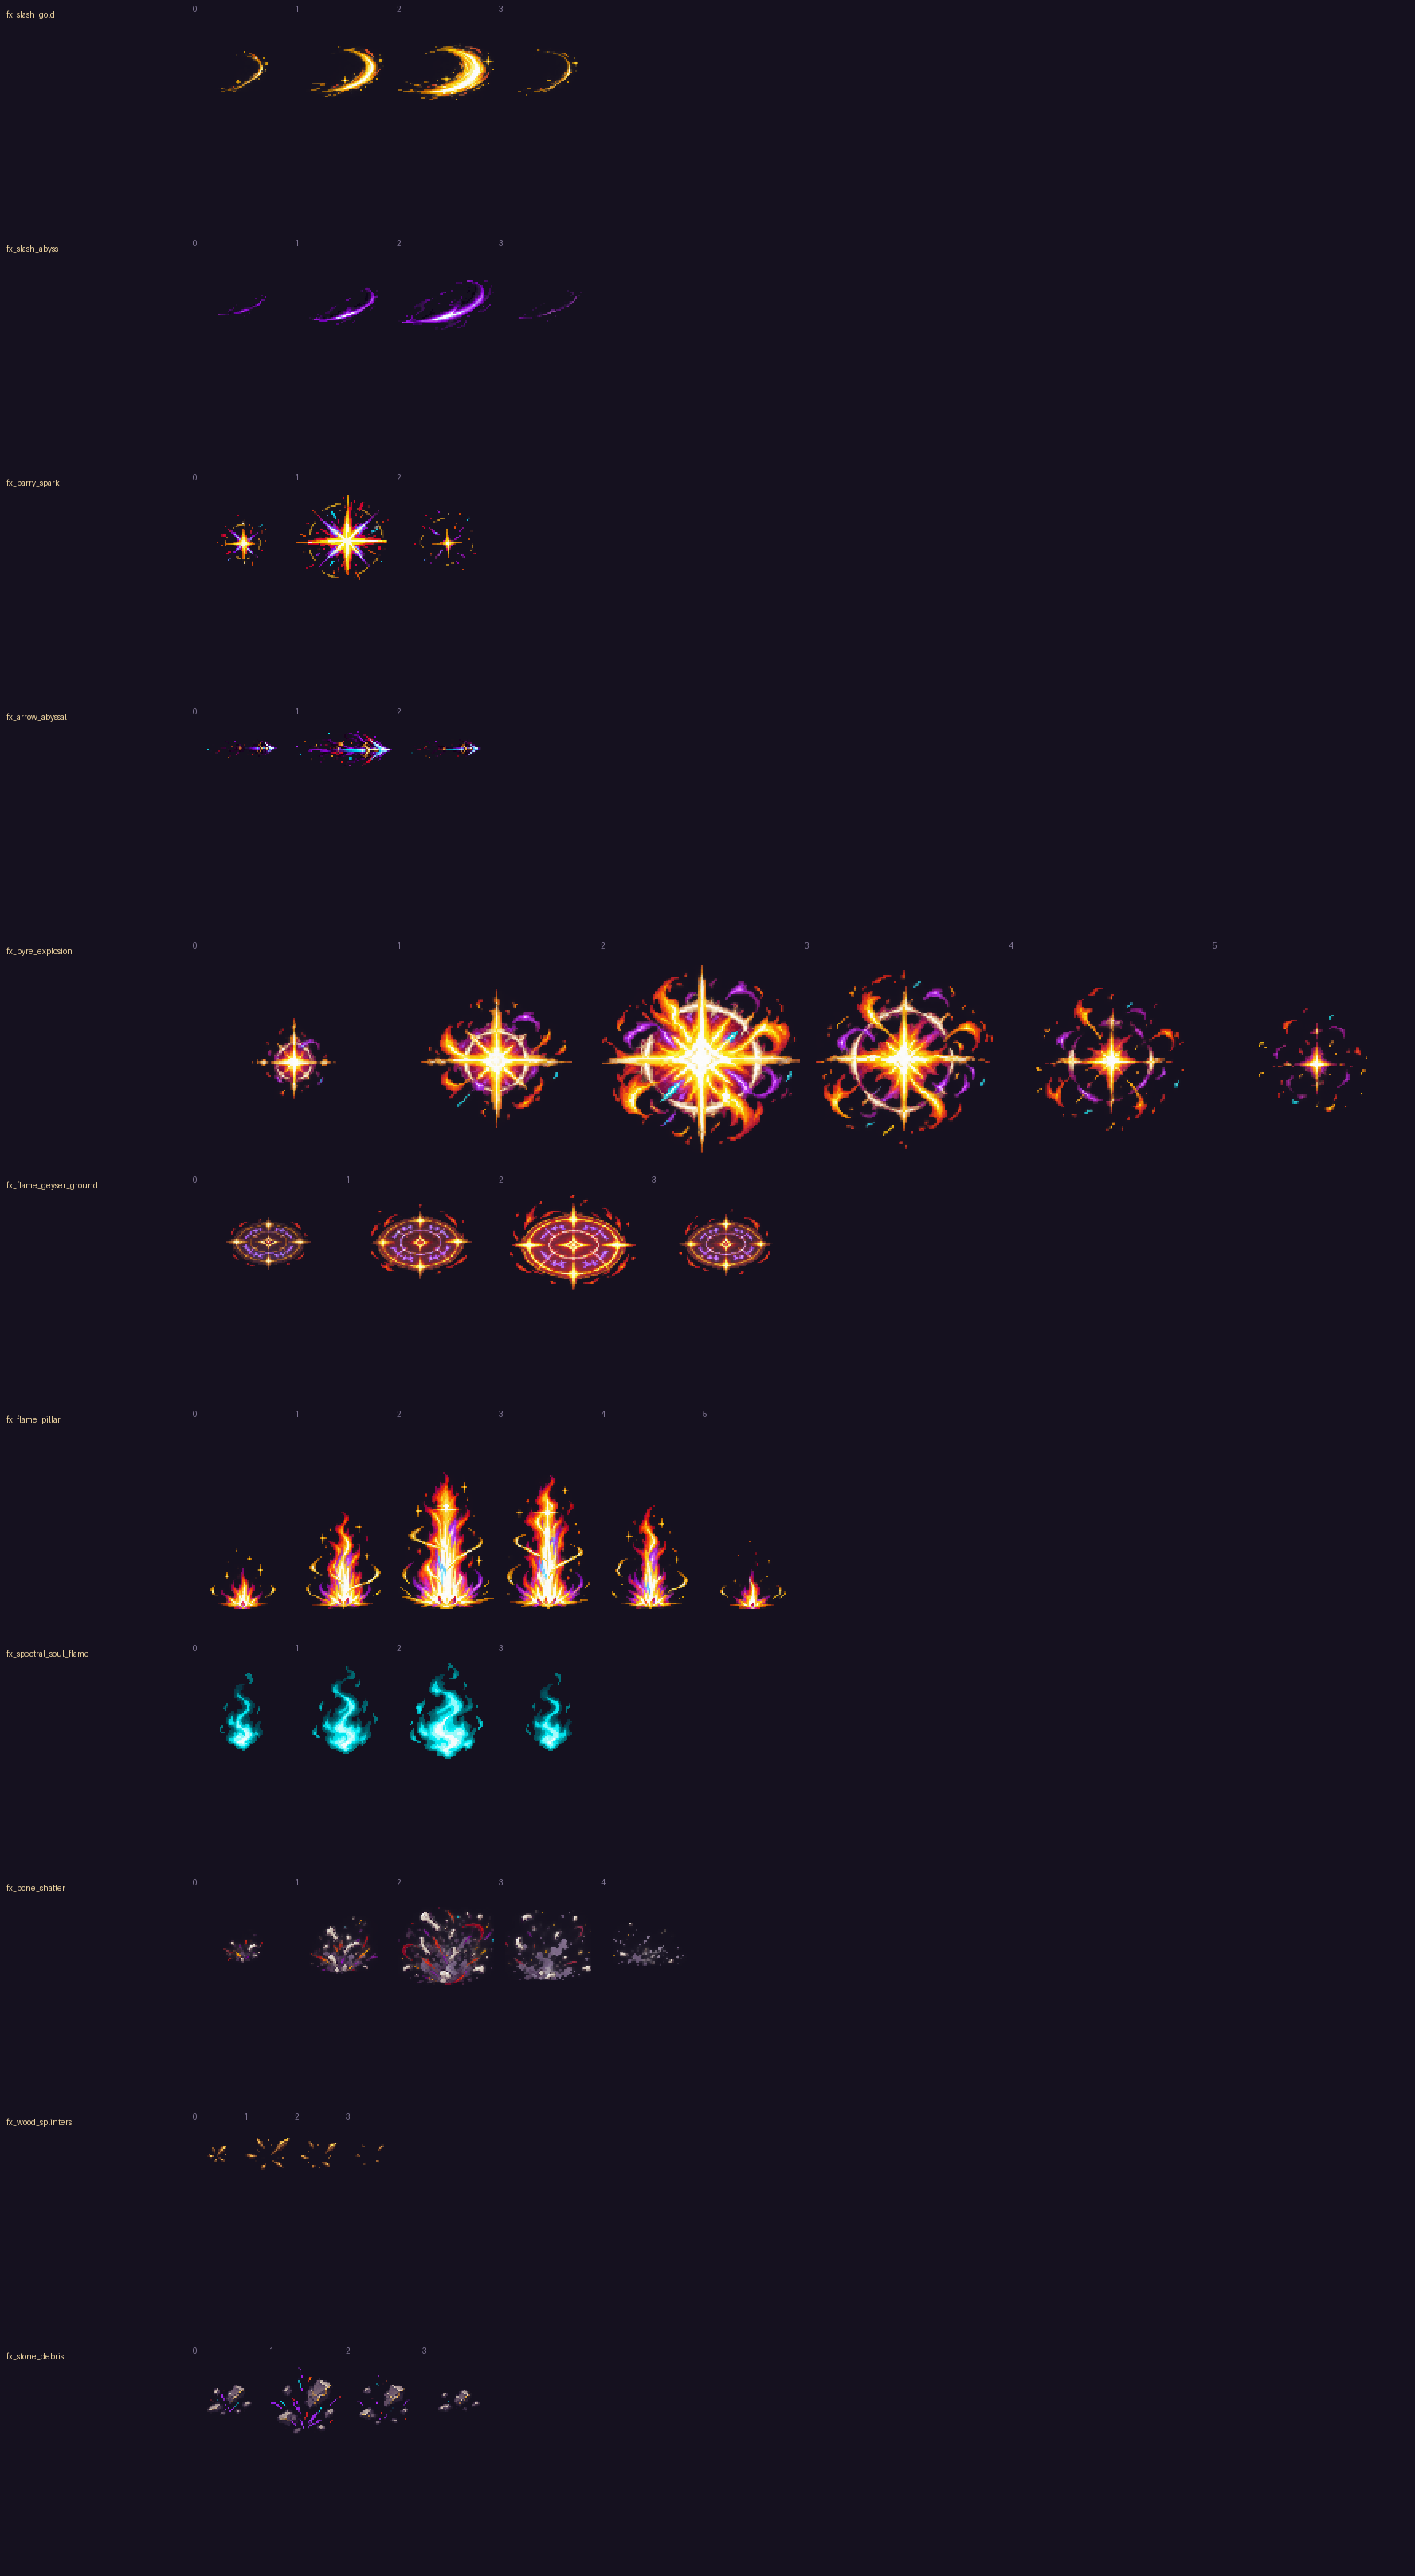 fx_slash_gold 0 1 2 3
fx_slash_abyss 0 1 2 3
fx_parry_spark 0 1 2
fx_arrow_abyssal 0 1 2
fx_pyre_explosion 0 1 2 3 4 5
fx_flame_geyser_ground 0 1 2 3
fx_flame_pillar 0 1 2 3 4 5
fx_spectral_soul_flame 0 1 2 3
fx_bone_shatter 0 1 2 3 4
fx_wood_splinters 0 1 2 3
fx_stone_debris 0 1 2 3